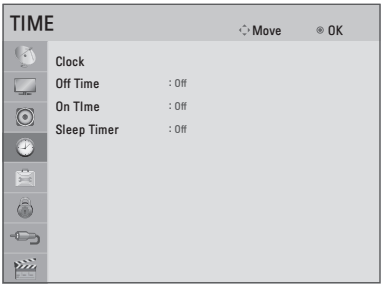 TIME
Move OK
Clock
Off Time : Off
On TIme : Off
Sleep Timer : Off